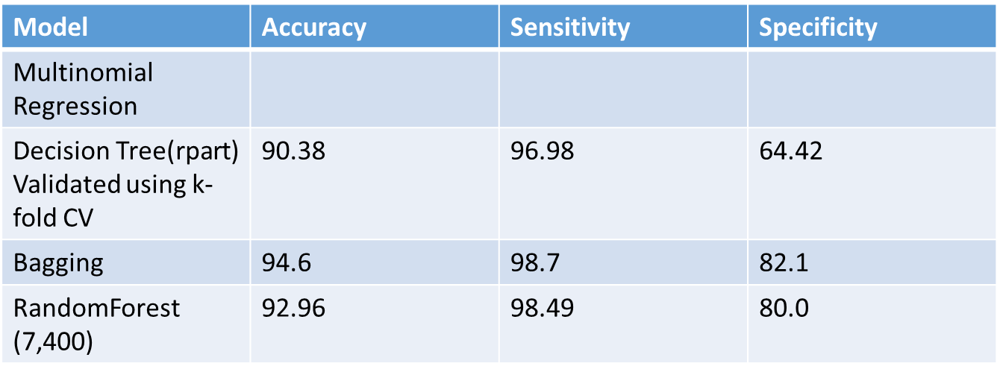 Model Accuracy Sensitivity Specificity
Multinomial
Regression
Decision Tree(rpart) 90.38 96.98 64.42
Validated using k-
fold CV
Bagging 94.6 98.7 82.1
RandomForest 92.96 98.49 80.0
(7,400)